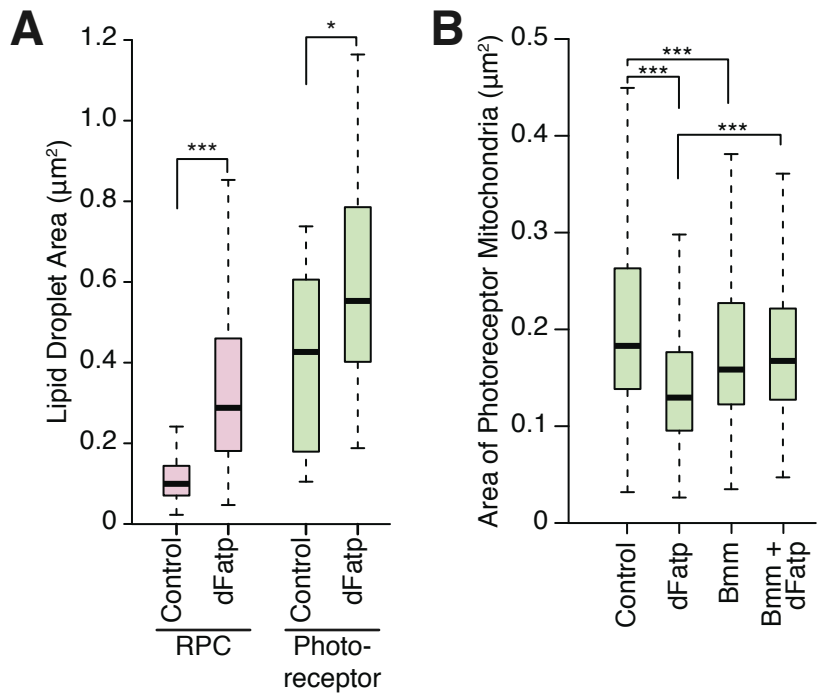 A
Lipid Droplet Area (µm²)
1.2
1.0
0.8
0.6
0.4
0.2
0
***
*
Control
dFatp
Control
dFatp
RPC
Photo-
receptor
B
Area of Photoreceptor Mitochondria (µm²)
0.5
0.4
0.3
0.2
0.1
0
***
***
***
Control
dFatp
Bmm
Bmm +
dFatp